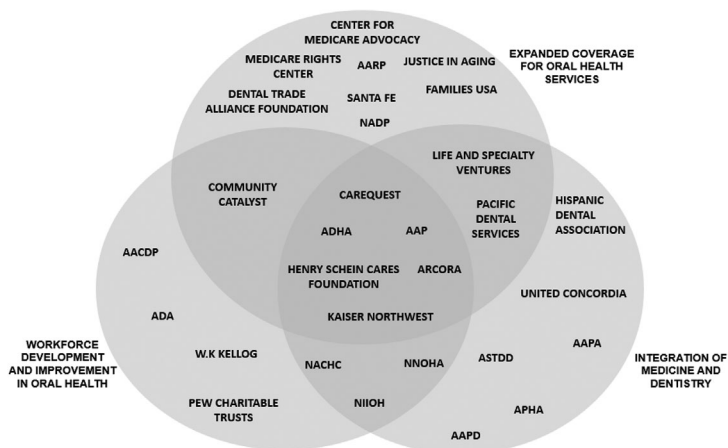 CENTER FOR
MEDICARE ADVOCACY
EXPANDED COVERAGE
FOR ORAL HEALTH
SERVICES
MEDICARE RIGHTS
CENTER
AARP
JUSTICE IN AGING
DENTAL TRADE
ALLIANCE FOUNDATION
SANTA FE
FAMILIES USA
NADP
LIFE AND SPECIALTY
VENTURES
COMMUNITY
CATALYST
CAREQUEST
PACIFIC
DENTAL
SERVICES
HISPANIC
DENTAL
ASSOCIATION
ADHA
AAP
AACDP
HENRY SCHEIN CARES
FOUNDATION
ARCORA
UNITED CONCORDIA
ADA
KAISER NORTHWEST
WORKFORCE
DEVELOPMENT
AND IMPROVEMENT
IN ORAL HEALTH
W.K KELLOG
NACHC
NNOHA
ASTDD
AAPA
INTEGRATION OF
MEDICINE AND
DENTISTRY
PEW CHARITABLE
TRUSTS
NIIOH
APHA
AAPD